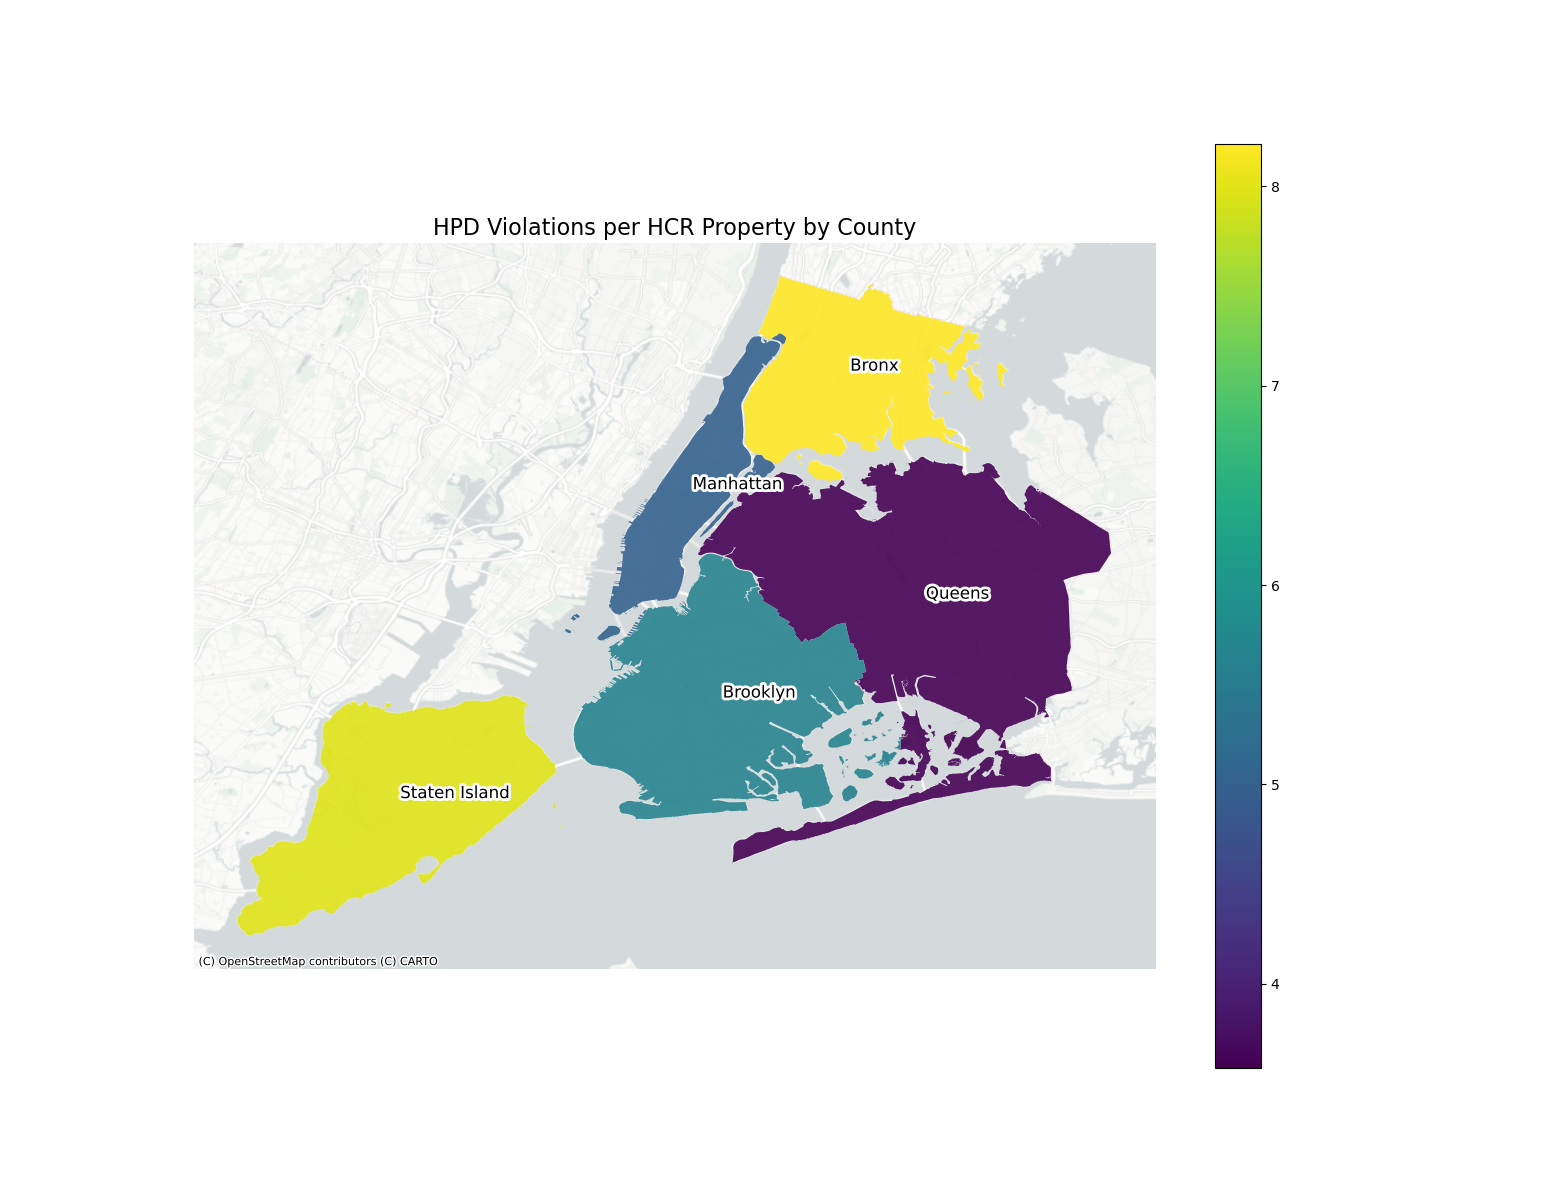 HPD Violations per HCR Property by County
Bronx
Manhattan
Queens
Brooklyn
Staten Island
(C) OpenStreetMap contributors (C) CARTO
8
7
6
5
4